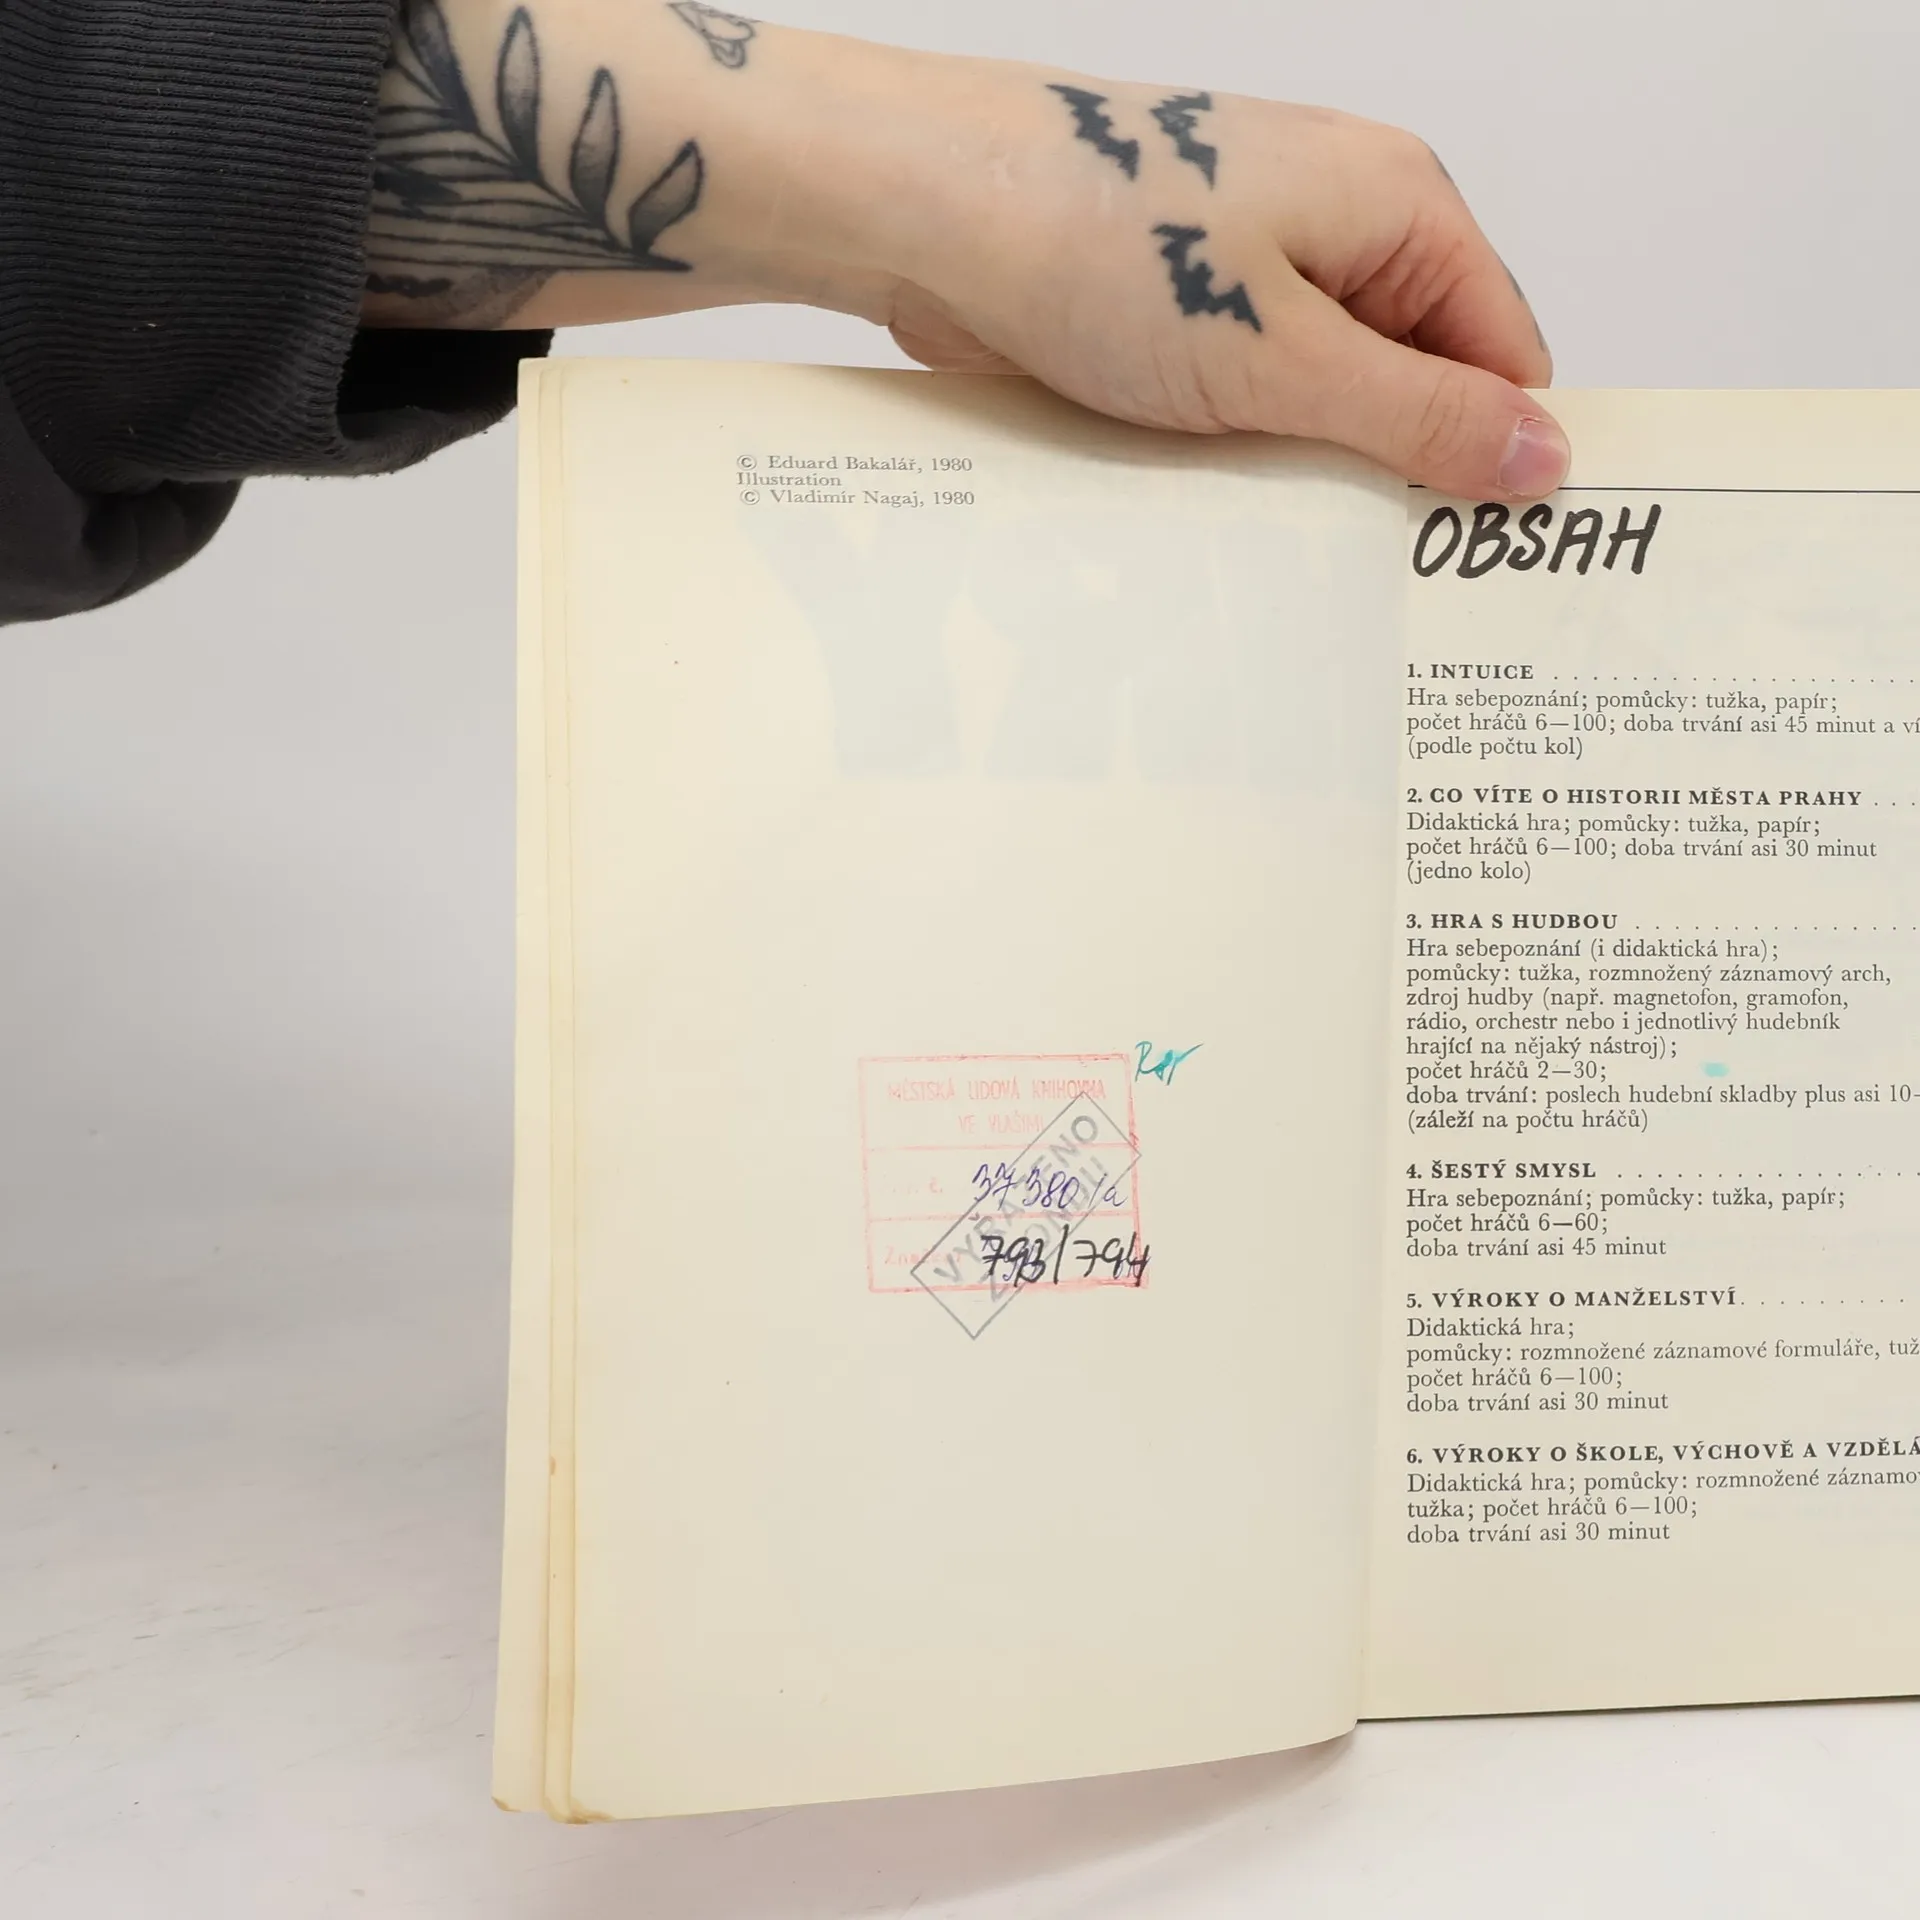 © Eduard Bakalář, 1980
Illustration
© Vladimír Nagaj, 1980
MĚSTSKÁ LIDOVÁ KNIHOVNA
VE VLAŠIMI
č. 37380/a
793/794
VYŘAZENO
Z FONDU
OBSAH
1. INTUICE . . . . . . . . . . . . . . . . .
Hra sebepoznání; pomůcky: tužka, papír;
počet hráčů 6—100; doba trvání asi 45 minut a ví
(podle počtu kol)
2. CO VÍTE O HISTORII MĚSTA PRAHY . . .
Didaktická hra; pomůcky: tužka, papír;
počet hráčů 6—100; doba trvání asi 30 minut
(jedno kolo)
3. HRA S HUDBOU . . . . . . . . . . . . . .
Hra sebepoznání (i didaktická hra);
pomůcky: tužka, rozmnožený záznamový arch,
zdroj hudby (např. magnetofon, gramofon,
rádio, orchestr nebo i jednotlivý hudebník
hrající na nějaký nástroj);
počet hráčů 2—30;
doba trvání: poslech hudební skladby plus asi 10-
(záleží na počtu hráčů)
4. ŠESTÝ SMYSL . . . . . . . . . . . . . .
Hra sebepoznání; pomůcky: tužka, papír;
počet hráčů 6—60;
doba trvání asi 45 minut
5. VÝROKY O MANŽELSTVÍ. . . . . . . . .
Didaktická hra;
pomůcky: rozmnožené záznamové formuláře, tuž
počet hráčů 6—100;
doba trvání asi 30 minut
6. VÝROKY O ŠKOLE, VÝCHOVĚ A VZDĚLÁ
Didaktická hra; pomůcky: rozmnožené záznamo
tužka; počet hráčů 6—100;
doba trvání asi 30 minut